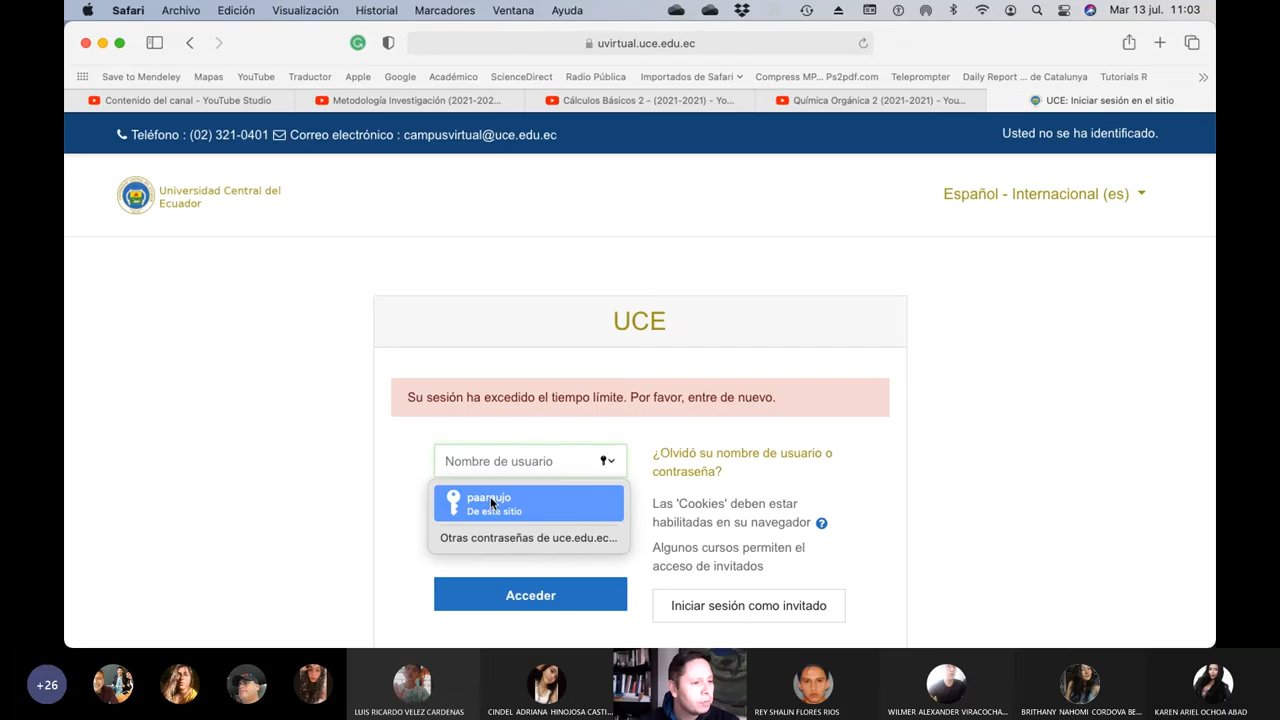 Safari Archivo Edición Visualización Historial Marcadores Ventana Ayuda Mar 13 jul. 11:03
uvirtual.uce.edu.ec
Save to Mendeley Mapas YouTube Traductor Apple Google Académico ScienceDirect Radio Pública Importados de Safari Compress MP... Ps2pdf.com Teleprompter Daily Report ... de Catalunya Tutorials R
Contenido del canal - YouTube Studio Metodología Investigación (2021-202... Cálculos Básicos 2 - (2021-2021) - Yo... Química Orgánica 2 (2021-2021) - You... UCE: Iniciar sesión en el sitio
Teléfono : (02) 321-0401 Correo electrónico : campusvirtual@uce.edu.ec Usted no se ha identificado.
Universidad Central del
Ecuador
Español - Internacional (es)
UCE
Su sesión ha excedido el tiempo límite. Por favor, entre de nuevo.
Nombre de usuario
De este sitio
Otras contraseñas de uce.edu.ec...
Acceder
¿Olvidó su nombre de usuario o
contraseña?
Las 'Cookies' deben estar
habilitadas en su navegador
Algunos cursos permiten el
acceso de invitados
Iniciar sesión como invitado
+26
LUIS RICARDO VELEZ CARDENAS CINDEL ADRIANA HINOJOSA CASTI... REY SHALIN FLORES RIOS WILMER ALEXANDER VIRACOCHA... BRITHANY NAHOMI CORDOVA BE... KAREN ARIEL OCHOA ABAD